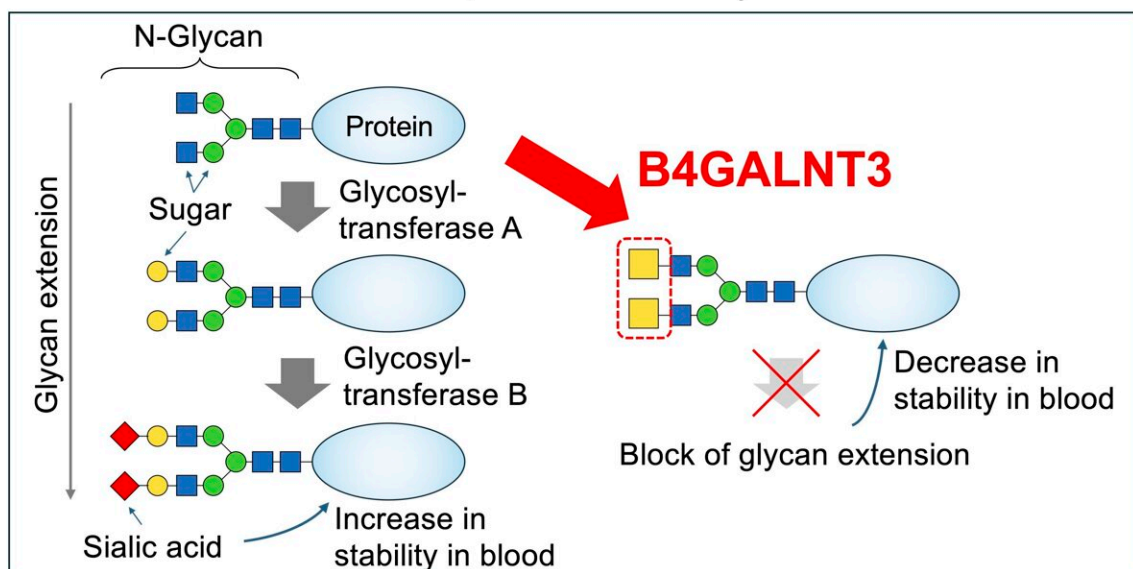 N-Glycan
Protein
Glycosyl-
transferase A
Sugar
Glycan extension
Glycosyl-
transferase B
Sialic acid
Increase in
stability in blood
B4GALNT3
Decrease in
stability in blood
Block of glycan extension